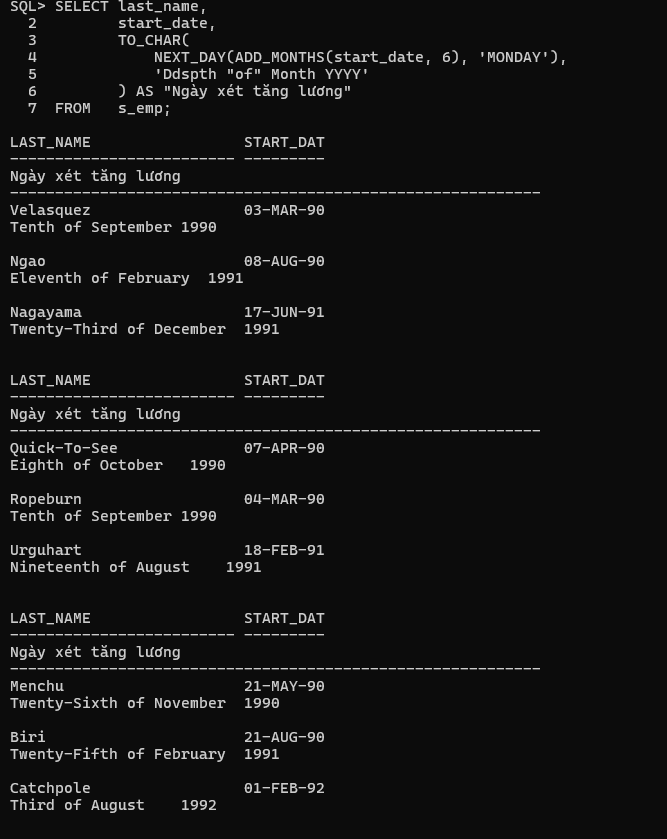 SQL> SELECT last_name,
  2         start_date,
  3         TO_CHAR(
  4             NEXT_DAY(ADD_MONTHS(start_date, 6), 'MONDAY'),
  5             'Ddspth "of" Month YYYY'
  6         ) AS "Ngày xét tăng lương"
  7  FROM   s_emp;

LAST_NAME                 START_DAT
------------------------- ---------
Ngày xét tăng lương
-----------------------------------------------------------
Velasquez                 03-MAR-90
Tenth of September 1990

Ngao                      08-AUG-90
Eleventh of February  1991

Nagayama                  17-JUN-91
Twenty-Third of December  1991


LAST_NAME                 START_DAT
------------------------- ---------
Ngày xét tăng lương
-----------------------------------------------------------
Quick-To-See              07-APR-90
Eighth of October   1990

Ropeburn                  04-MAR-90
Tenth of September 1990

Urguhart                  18-FEB-91
Nineteenth of August    1991


LAST_NAME                 START_DAT
------------------------- ---------
Ngày xét tăng lương
-----------------------------------------------------------
Menchu                    21-MAY-90
Twenty-Sixth of November  1990

Biri                      21-AUG-90
Twenty-Fifth of February  1991

Catchpole                 01-FEB-92
Third of August    1992